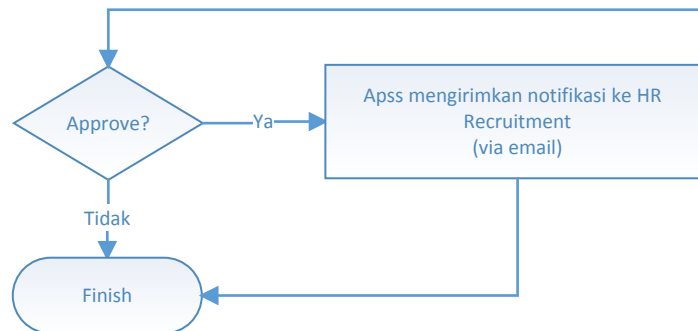 Approve?
Ya
Apss mengirimkan notifikasi ke HR
Recruitment
(via email)
Tidak
Finish